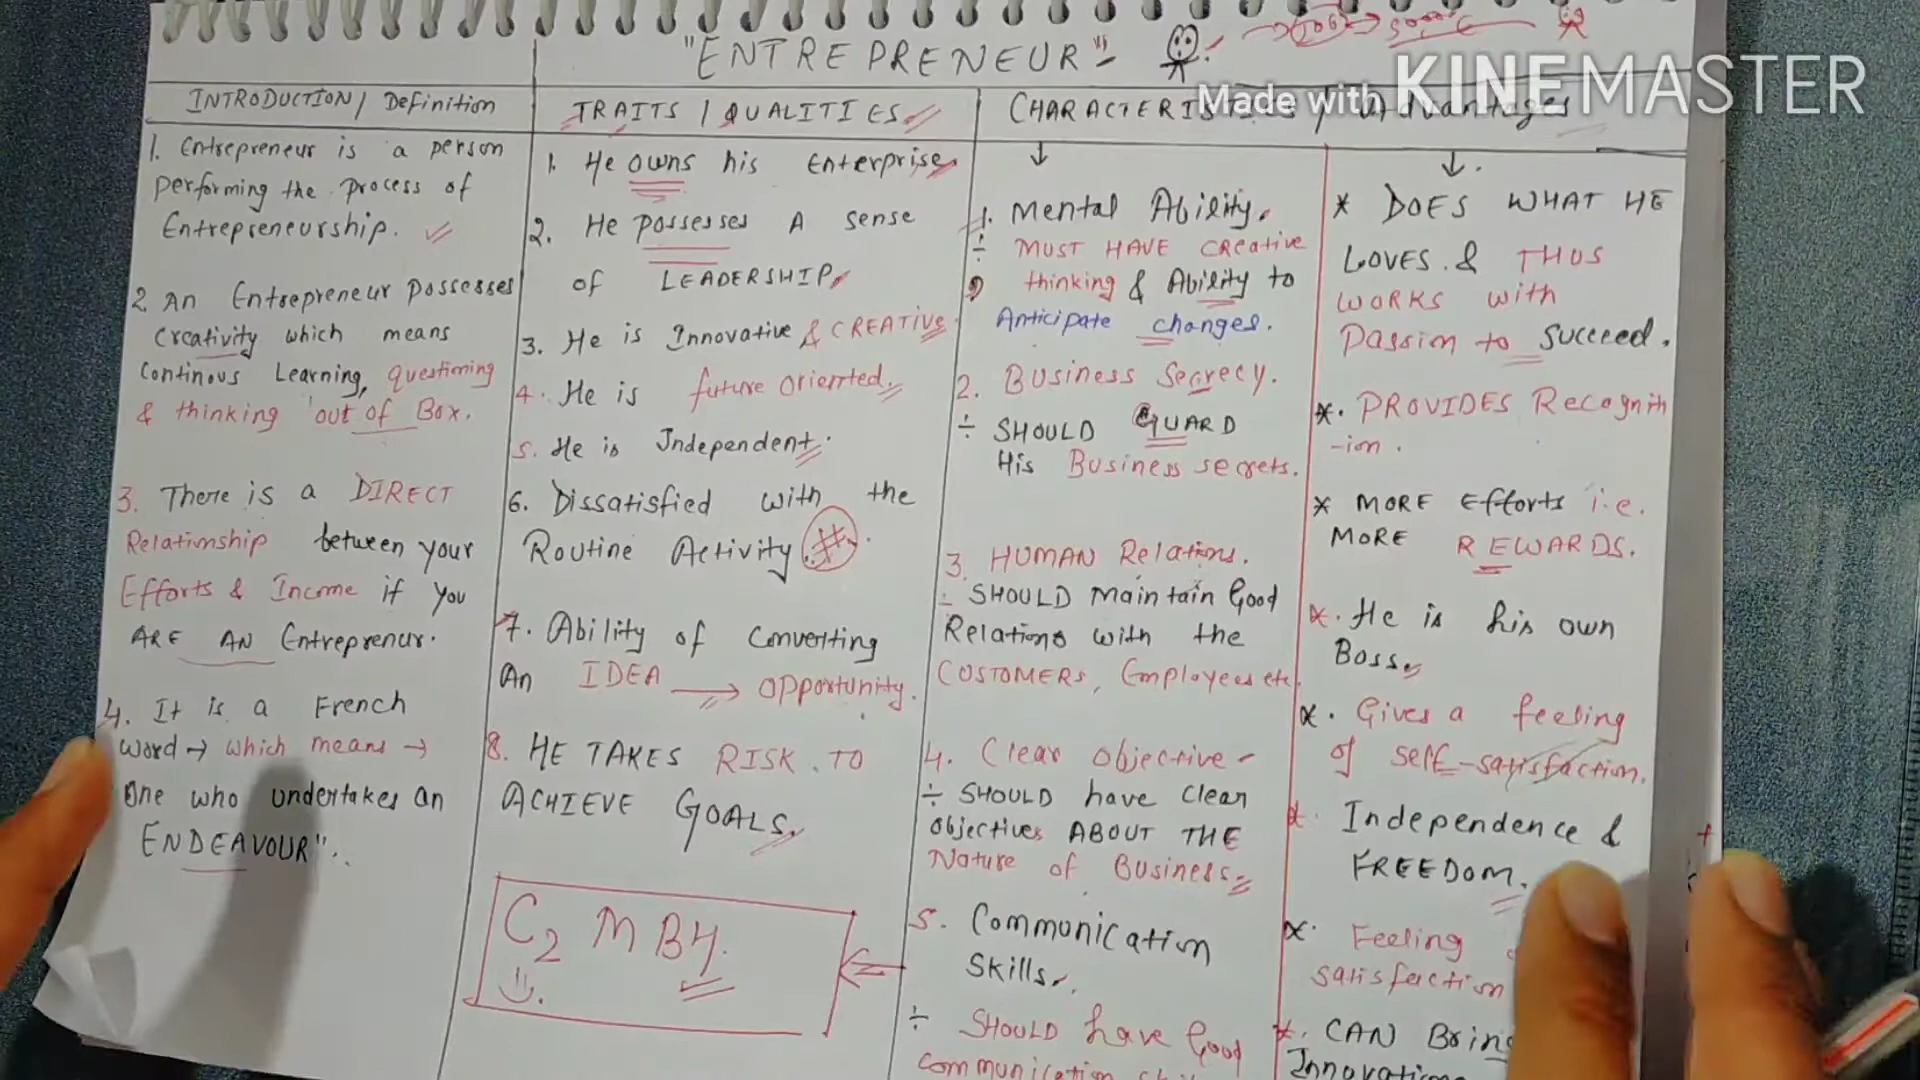 "ENTREPRENEUR"
Made with KINEMASTER
INTRODUCTION / Definition
1. Entrepreneur is a person
performing the process of
Entrepreneurship.
2 An Entrepreneur possesses
Creativity which means
Continous Learning, questioning
& thinking 'out of Box.
3. There is a DIRECT
Relationship between your
Efforts & Income if you
ARE AN Entreprenur.
4. It is a French
word → which means →
One who undertakes an
ENDEAVOUR"..
TRAITS / QUALITIES
1. He owns his Enterprise
2. He possesses A sense
of LEADERSHIP
3. He is Innovative & CREATIVE
4. He is future oriented.
5. He is Independent.
6. Dissatisfied with the
Routine Activity.
7. Ability of Converting
An IDEA → opportunity.
8. HE TAKES RISK. TO
ACHIEVE GOALS.
C2 MBH.
CHARACTERIS / Advantages
1. Mental Ability.
÷ MUST HAVE Creative
thinking & Ability to
Anticipate changes.
2. Business Secrecy.
÷ SHOULD GUARD
His Business secrets.
3. HUMAN Relations.
÷ SHOULD Maintain Good
Relations with the
CUSTOMERS, Employees etc.
4. Clear Objective -
÷ SHOULD have clear
Objectives ABOUT THE
Nature of Business
5. Communication
Skills.
÷ SHOULD have Good
Communication
* DOES WHAT HE
LOVES. & THUS
WORKS with
Passion to Succeed.
*. PROVIDES Recognit
-ion.
* MORE Efforts i.e.
MORE REWARDS.
*. He is his own
Boss
*. Gives a feeling
of self-satisfaction.
*. Independence &
FREEDOM.
*. Feeling
satisfaction
*. CAN Bring
Innovation